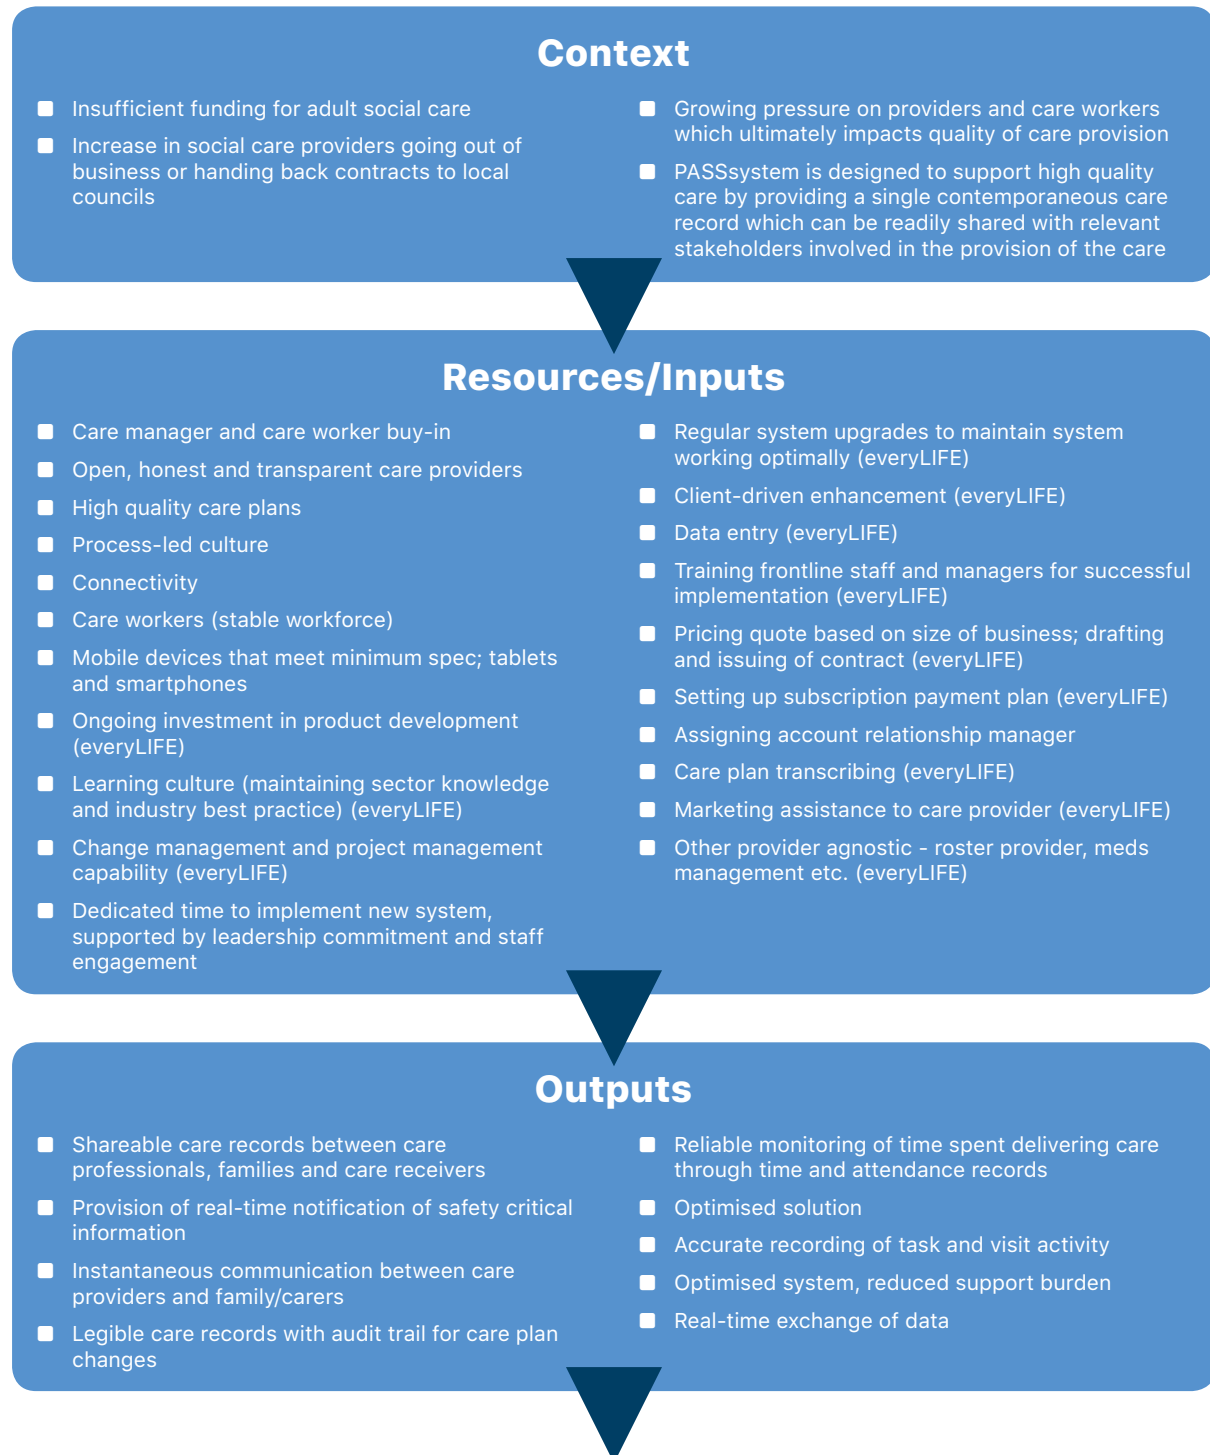 Context
Insufficient funding for adult social care
Increase in social care providers going out of
business or handing back contracts to local
councils
Growing pressure on providers and care workers
which ultimately impacts quality of care provision
PASSsystem is designed to support high quality
care by providing a single contemporaneous care
record which can be readily shared with relevant
stakeholders involved in the provision of the care
Resources/Inputs
Care manager and care worker buy-in
Open, honest and transparent care providers
High quality care plans
Process-led culture
Connectivity
Care workers (stable workforce)
Mobile devices that meet minimum spec; tablets
and smartphones
Ongoing investment in product development
(everyLIFE)
Learning culture (maintaining sector knowledge
and industry best practice) (everyLIFE)
Change management and project management
capability (everyLIFE)
Dedicated time to implement new system,
supported by leadership commitment and staff
engagement
Regular system upgrades to maintain system
working optimally (everyLIFE)
Client-driven enhancement (everyLIFE)
Data entry (everyLIFE)
Training frontline staff and managers for successful
implementation (everyLIFE)
Pricing quote based on size of business; drafting
and issuing of contract (everyLIFE)
Setting up subscription payment plan (everyLIFE)
Assigning account relationship manager
Care plan transcribing (everyLIFE)
Marketing assistance to care provider (everyLIFE)
Other provider agnostic - roster provider, meds
management etc. (everyLIFE)
Outputs
Shareable care records between care
professionals, families and care receivers
Provision of real-time notification of safety critical
information
Instantaneous communication between care
providers and family/carers
Legible care records with audit trail for care plan
changes
Reliable monitoring of time spent delivering care
through time and attendance records
Optimised solution
Accurate recording of task and visit activity
Optimised system, reduced support burden
Real-time exchange of data